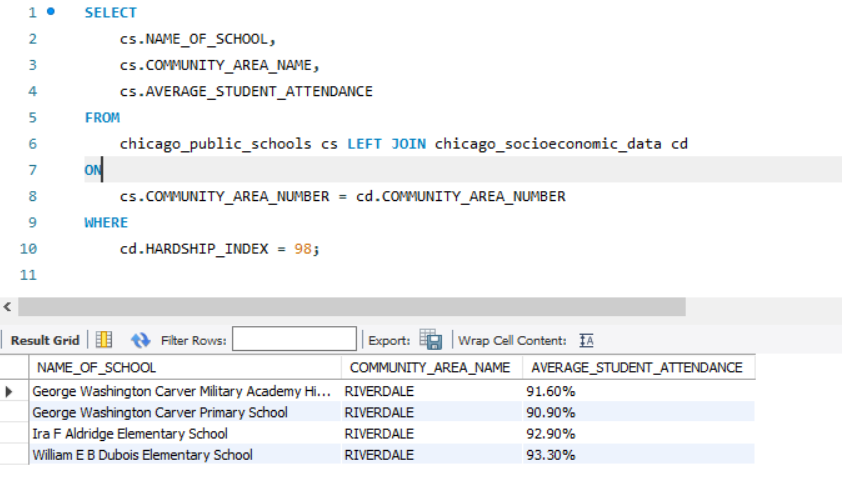 1 SELECT
2 cs.NAME_OF_SCHOOL,
3 cs.COMMUNITY_AREA_NAME,
4 cs.AVERAGE_STUDENT_ATTENDANCE
5 FROM
6 chicago_public_schools cs LEFT JOIN chicago_socioeconomic_data cd
7 ON
8 cs.COMMUNITY_AREA_NUMBER = cd.COMMUNITY_AREA_NUMBER
9 WHERE
10 cd.HARDSHIP_INDEX = 98;
11
Result Grid Filter Rows: Export: Wrap Cell Content:
NAME_OF_SCHOOL COMMUNITY_AREA_NAME AVERAGE_STUDENT_ATTENDANCE
George Washington Carver Military Academy Hi... RIVERDALE 91.60%
George Washington Carver Primary School RIVERDALE 90.90%
Ira F Aldridge Elementary School RIVERDALE 92.90%
William E B Dubois Elementary School RIVERDALE 93.30%